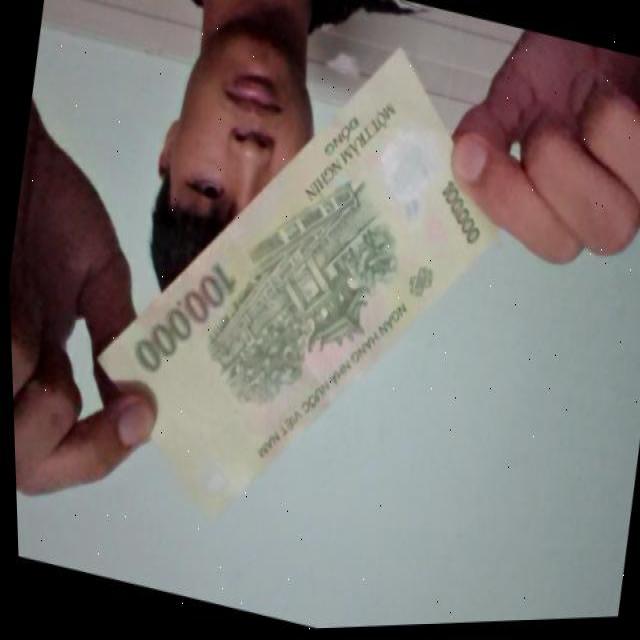 NGÂN HÀNG NHÀ NƯỚC VIỆT NAM
100000
100.000
MỘT TRĂM NGHÌN
ĐỒNG